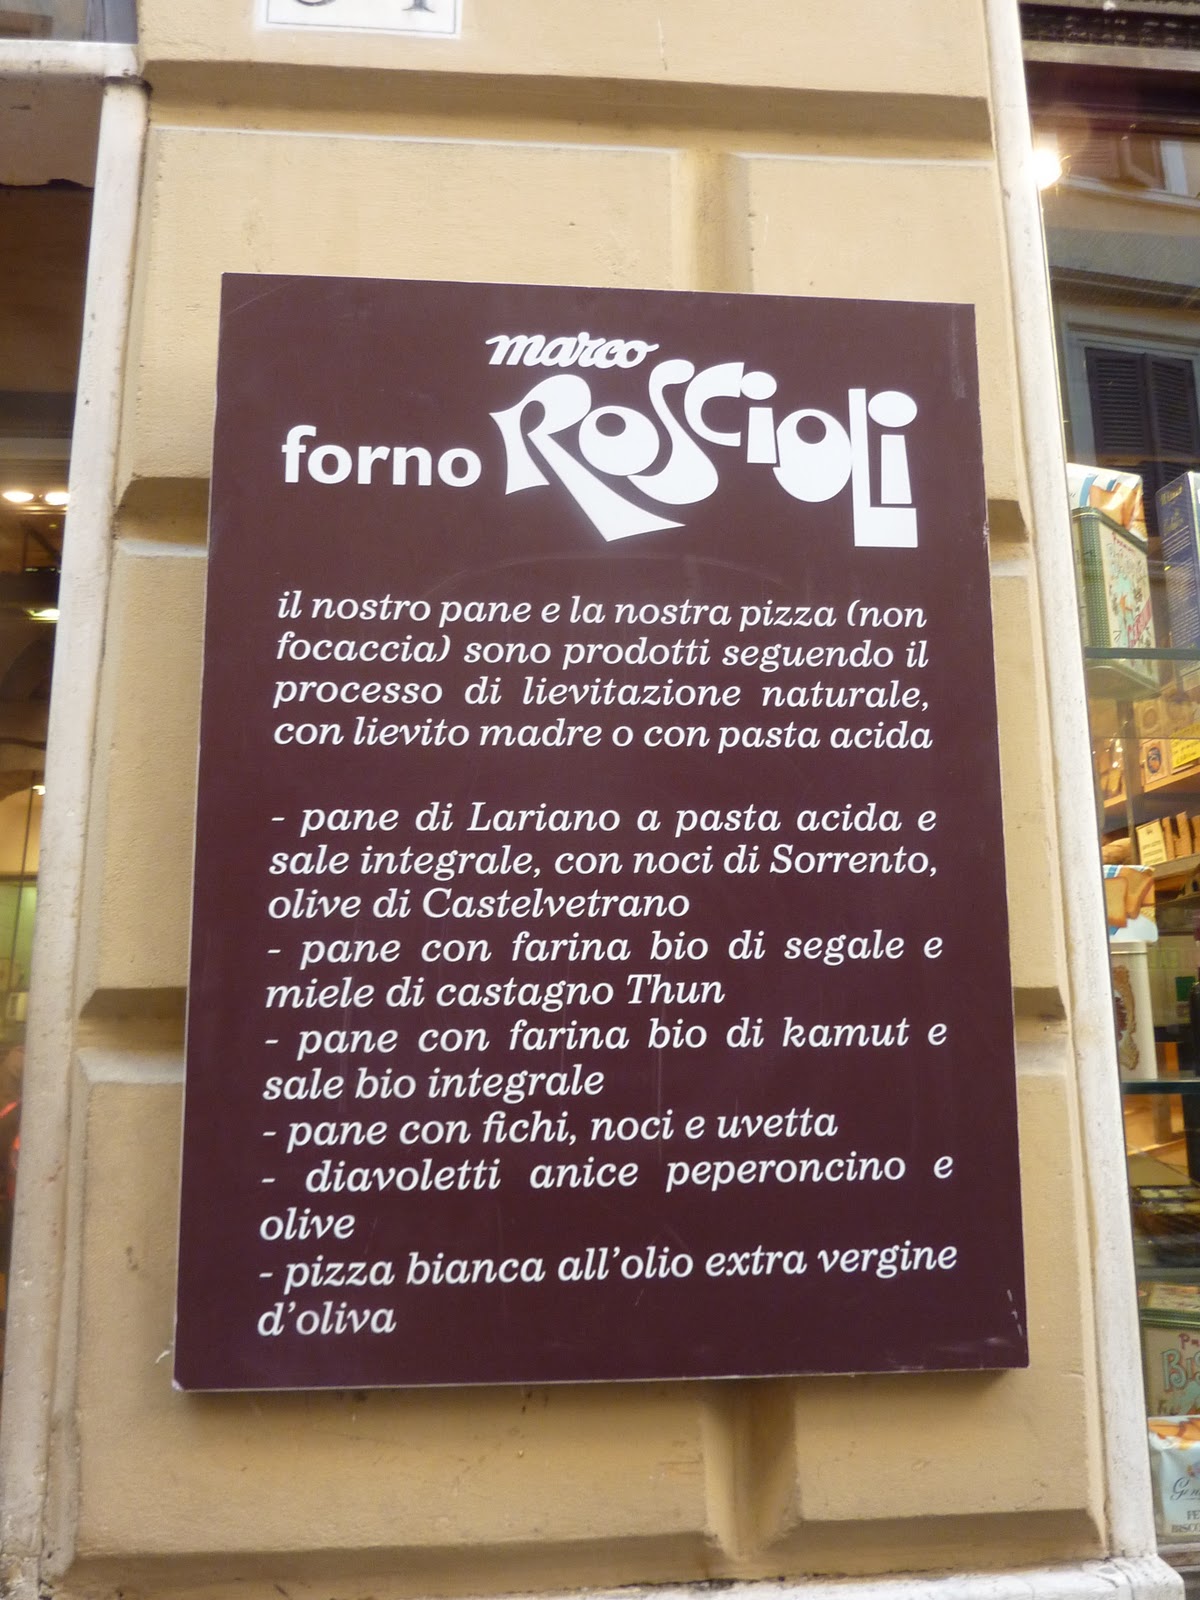 marco
forno ROSCIOLi
il nostro pane e la nostra pizza (non
focaccia) sono prodotti seguendo il
processo di lievitazione naturale,
con lievito madre o con pasta acida
- pane di Lariano a pasta acida e
sale integrale, con noci di Sorrento,
olive di Castelvetrano
- pane con farina bio di segale e
miele di castagno Thun
- pane con farina bio di kamut e
sale bio integrale
- pane con fichi, noci e uvetta
- diavoletti anice peperoncino e
olive
- pizza bianca all'olio extra vergine
d'oliva